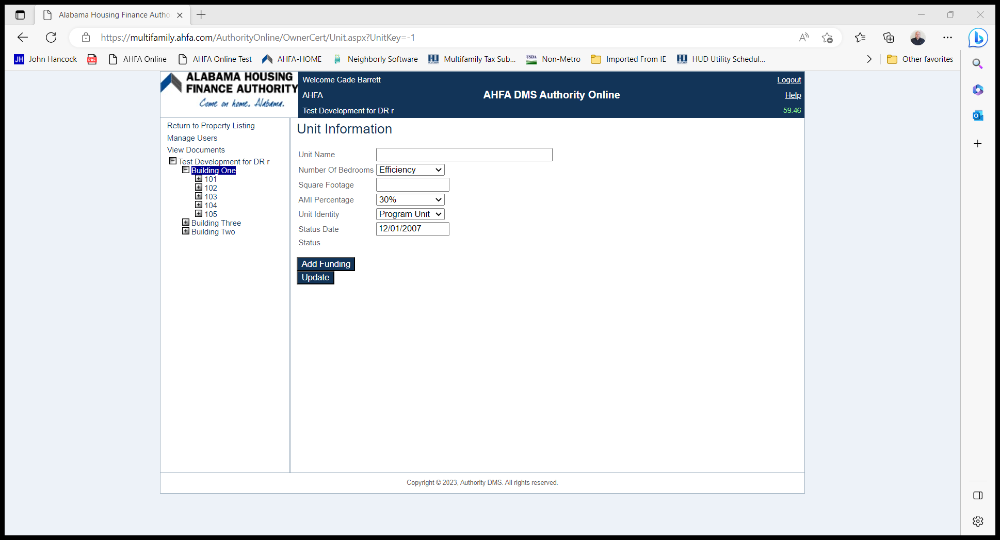 Alabama Housing Finance Autho
https://multifamily.ahfa.com/AuthorityOnline/OwnerCert/Unit.aspx?UnitKey=-1
JH John Hancock PDF AHFA Online AHFA Online Test AHFA-HOME Neighborly Software Multifamily Tax Sub... USDA Non-Metro Imported From IE HUD Utility Schedul... Other favorites
ALABAMA HOUSING
FINANCE AUTHORITY
Come on home. Alabama.
Welcome Cade Barrett
Logout
AHFA
AHFA DMS Authority Online
Help
Test Development for DR r
59:46
Return to Property Listing
Manage Users
View Documents
Test Development for DR r
Building One
101
102
103
104
105
Building Three
Building Two
Unit Information
Unit Name
Number Of Bedrooms Efficiency
Square Footage
AMI Percentage 30%
Unit Identity Program Unit
Status Date 12/01/2007
Status
Add Funding
Update
Copyright © 2023, Authority DMS. All rights reserved.